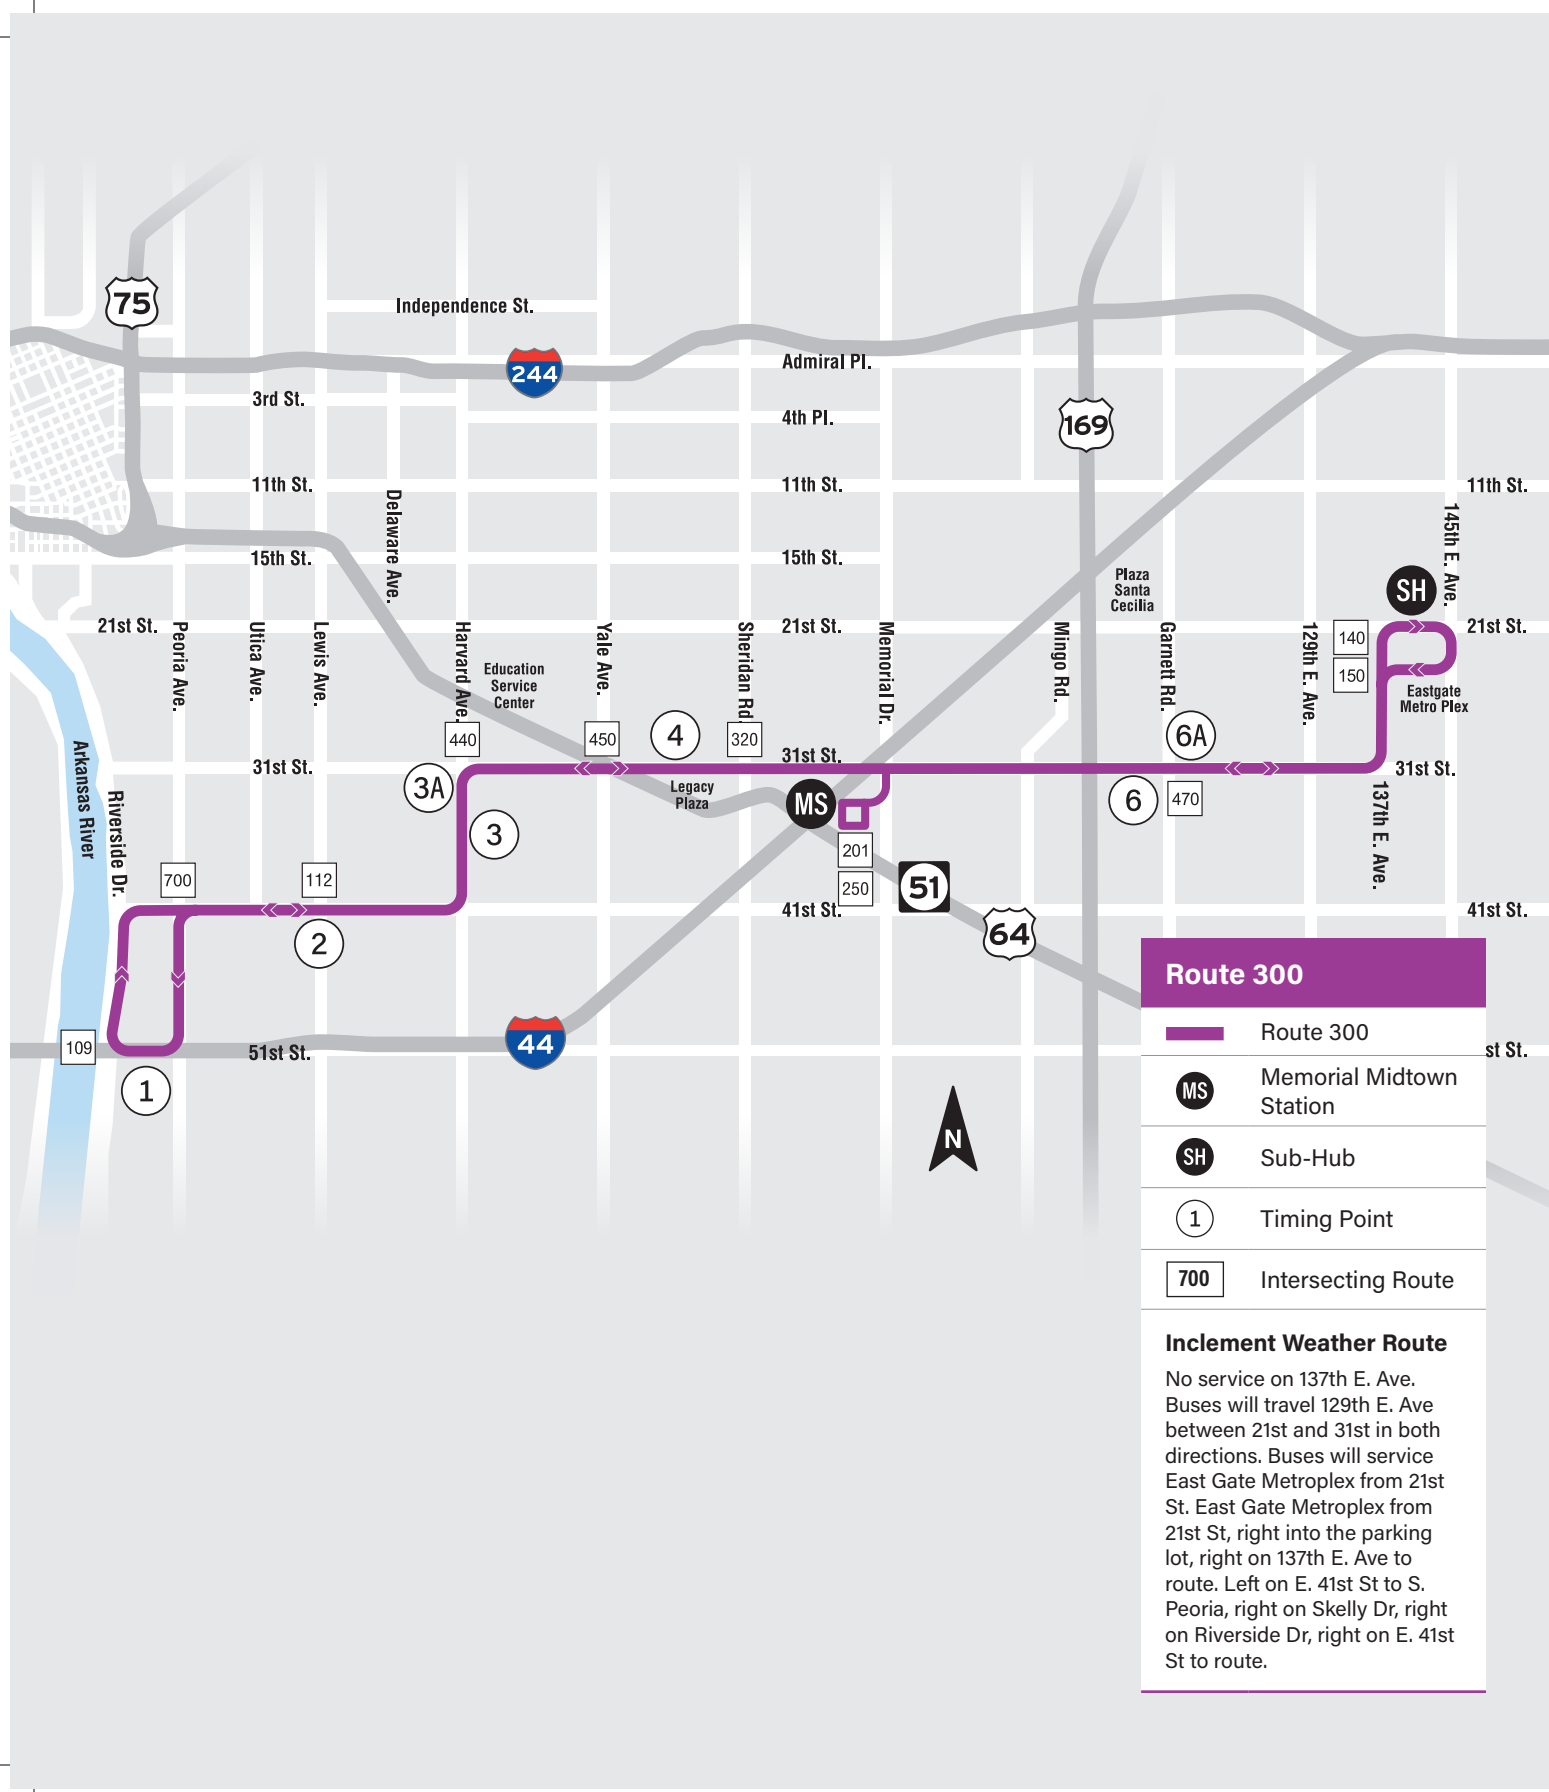 75
Independence St.
244
Admiral Pl.
3rd St.
4th Pl.
169
11th St.
Delaware Ave.
11th St.
11th St.
145th E. Ave.
15th St.
15th St.
Plaza
Santa
Cecilia
SH
21st St.
Peoria Ave.
Utica Ave.
Lewis Ave.
Harvard Ave.
Yale Ave.
Sheridan Rd.
21st St.
Memorial Dr.
Mingo Rd.
Garnett Rd.
129th E. Ave.
140
150
21st St.
Education
Service
Center
Eastgate
Metro Plex
440
450
4
320
6A
31st St.
31st St.
31st St.
Arkansas River
Riverside Dr.
3A
Legacy
Plaza
MS
6
470
137th E. Ave.
3
201
250
51
700
112
2
41st St.
41st St.
64
109
1
51st St.
44
st St.
N
Route 300
Route 300
MS
Memorial Midtown
Station
SH
Sub-Hub
1
Timing Point
700
Intersecting Route
Inclement Weather Route
No service on 137th E. Ave.
Buses will travel 129th E. Ave
between 21st and 31st in both
directions. Buses will service
East Gate Metroplex from 21st
St. East Gate Metroplex from
21st St, right into the parking
lot, right on 137th E. Ave to
route. Left on E. 41st St to S.
Peoria, right on Skelly Dr, right
on Riverside Dr, right on E. 41st
St to route.